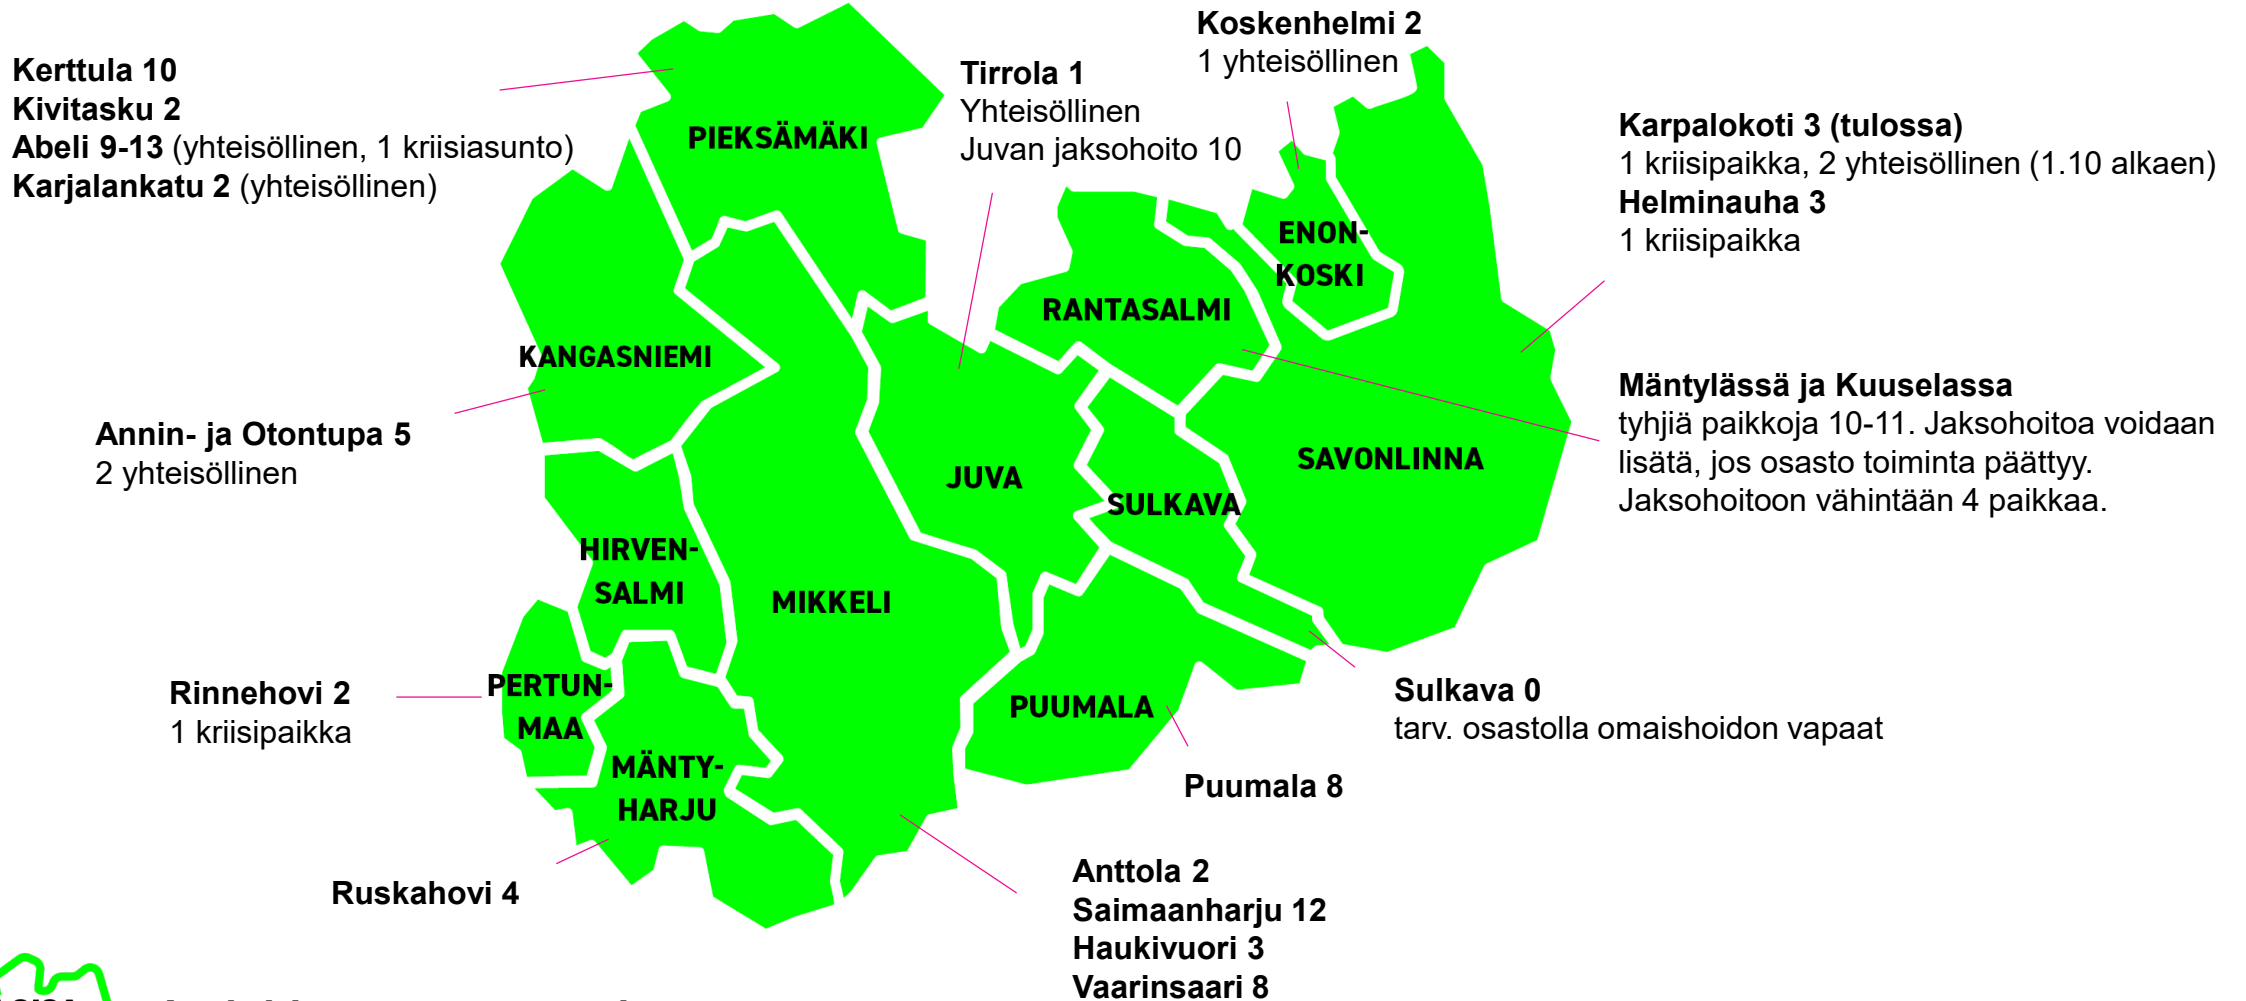 Koskenhelmi 2
1 yhteisöllinen
Kerttula 10
Kivitasku 2
Abeli 9-13 (yhteisöllinen, 1 kriisiasunto)
Karjalankatu 2 (yhteisöllinen)
Tirrola 1
Yhteisöllinen
Juvan jaksohoito 10
Karpalokoti 3 (tulossa)
1 kriisipaikka, 2 yhteisöllinen (1.10 alkaen)
Helminauha 3
1 kriisipaikka
PIEKSÄMÄKI
ENON-
KOSKI
RANTASALMI
KANGASNIEMI
Mäntylässä ja Kuuselassa
tyhjiä paikkoja 10-11. Jaksohoitoa voidaan
lisätä, jos osasto toiminta päättyy.
Jaksohoitoon vähintään 4 paikkaa.
Annin- ja Otontupa 5
2 yhteisöllinen
JUVA
SULKAVA
SAVONLINNA
HIRVEN-
SALMI
MIKKELI
Rinnehovi 2
1 kriisipaikka
PERTUN-
MAA
PUUMALA
Sulkava 0
tarv. osastolla omaishoidon vapaat
MÄNTY-
HARJU
Puumala 8
Ruskahovi 4
Anttola 2
Saimaanharju 12
Haukivuori 3
Vaarinsaari 8